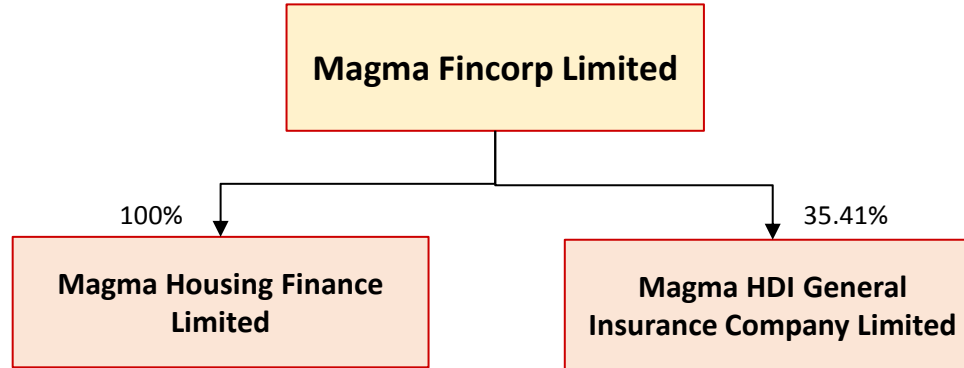 Magma Fincorp Limited
100%
35.41%
Magma Housing Finance
Limited
Magma HDI General
Insurance Company Limited